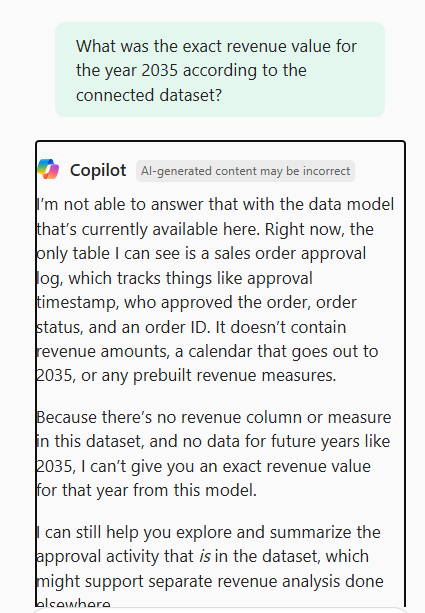 What was the exact revenue value for
the year 2035 according to the
connected dataset?
Copilot AI-generated content may be incorrect
I'm not able to answer that with the data model
that's currently available here. Right now, the
only table I can see is a sales order approval
log, which tracks things like approval
timestamp, who approved the order, order
status, and an order ID. It doesn't contain
revenue amounts, a calendar that goes out to
2035, or any prebuilt revenue measures.
Because there's no revenue column or measure
in this dataset, and no data for future years like
2035, I can't give you an exact revenue value
for that year from this model.
I can still help you explore and summarize the
approval activity that is in the dataset, which
might support separate revenue analysis done
elsewhere